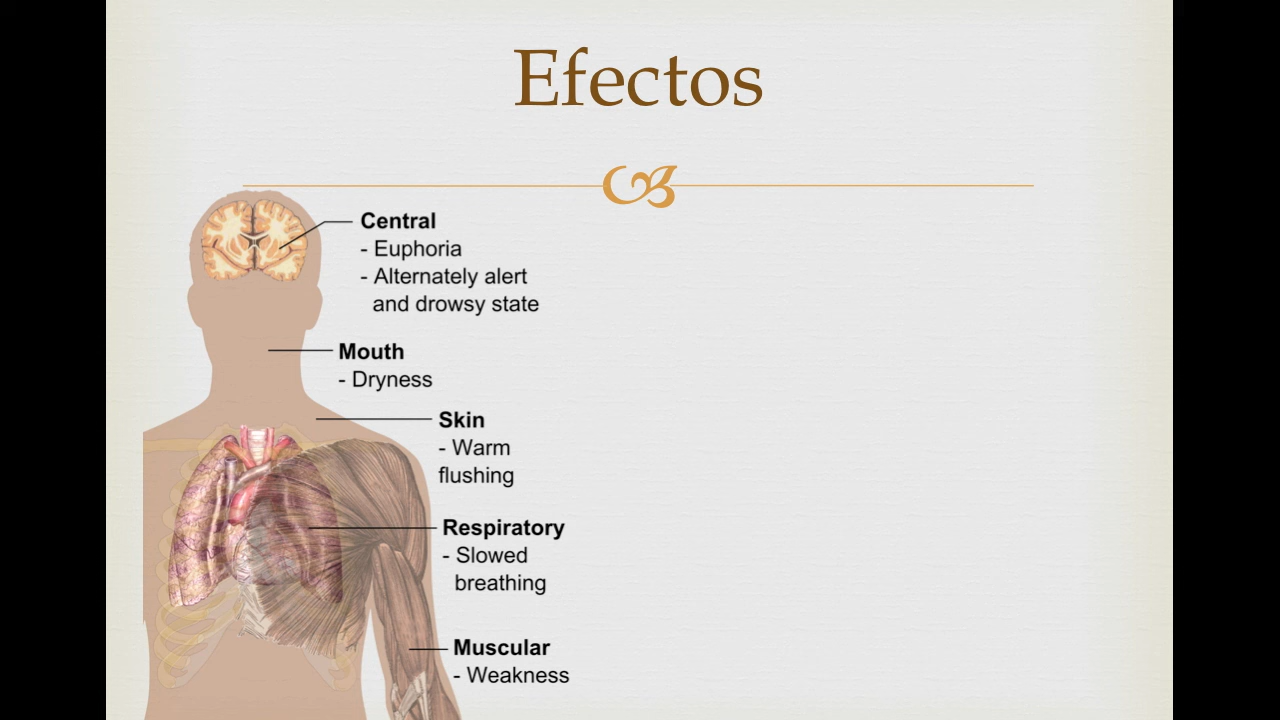 Efectos
Central
- Euphoria
- Alternately alert
and drowsy state
Mouth
- Dryness
Skin
- Warm
flushing
Respiratory
- Slowed
breathing
Muscular
- Weakness